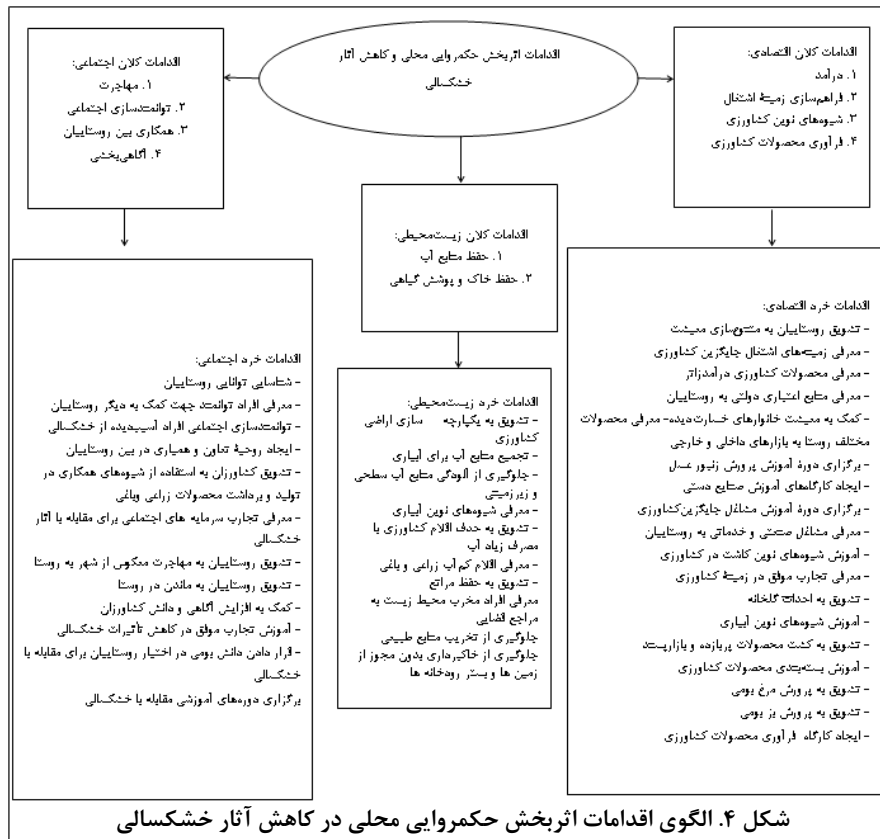 اقدامات اثربخش حکمروایی محلی و کاهش آثار
خشکسالی
اقدامات کلان اقتصادی:
۱. درآمد
۲. فراهم‌سازی زمینهٔ اشتغال
۳. شیوه‌های نوین کشاورزی
۴. فرآوری محصولات کشاورزی
اقدامات کلان اجتماعی:
۱. مهاجرت
۲. توانمندسازی اجتماعی
۳. همکاری بین روستاییان
۴. آگاهی‌بخشی
اقدامات کلان زیست‌محیطی:
۱. حفظ منابع آب
۲. حفظ خاک و پوشش گیاهی
اقدامات خرد اقتصادی:
- تشویق روستاییان به متنوع‌سازی معیشت
- معرفی زمینه‌های اشتغال جایگزین کشاورزی
- معرفی محصولات کشاورزی درآمدزاتر
- معرفی منابع اعتباری دولتی به روستاییان
- کمک به معیشت خانوارهای خسارت دیده- معرفی محصولات
مختلف روستا به بازارهای داخلی و خارجی
- برگزاری دورهٔ آموزش پرورش زنبور عسل
- ایجاد کارگاه‌های آموزش صنایع دستی
- برگزاری دورهٔ آموزش مشاغل جایگزین‌کشاورزی
- معرفی مشاغل صنعتی و خدماتی به روستاییان
- آموزش شیوه‌های نوین کاشت در کشاورزی
- معرفی تجارب موفق در زمینهٔ کشاورزی
- تشویق به احداث گلخانه
- آموزش شیوه‌های نوین آبیاری
- تشویق به کشت محصولات پربازده و بازارپسند
- آموزش بسته‌بندی محصولات کشاورزی
- تشویق به پرورش مرغ بومی
- تشویق به پرورش بز بومی
- ایجاد کارگاه فرآوری محصولات کشاورزی
اقدامات خرد زیست‌محیطی:
- تشویق به یکپارچه سازی اراضی
کشاورزی
- تجمیع منابع آب برای آبیاری
- جلوگیری از آلودگی منابع آب سطحی
و زیرزمینی
- معرفی شیوه‌های نوین آبیاری
- تشویق به حذف اقلام کشاورزی با
مصرف زیاد آب
- معرفی اقلام کم‌آب زراعی و باغی
- تشویق به حفظ مراتع
معرفی افراد مخرب محیط زیست به
مراجع قضایی
جلوگیری از تخریب منابع طبیعی
جلوگیری از خاکبرداری بدون مجوز از
زمین ها و بستر رودخانه ها
اقدامات خرد اجتماعی:
- شناسایی توانایی روستاییان
- معرفی افراد توانمند جهت کمک به دیگر روستاییان
- توانمندسازی اجتماعی افراد آسیب‌دیده از خشکسالی
- ایجاد روحیهٔ تعاون و همیاری در بین روستاییان
- تشویق کشاورزان به استفاده از شیوه‌های همکاری در
تولید و برداشت محصولات زراعی وباغی
- معرفی تجارب سرمایه های اجتماعی برای مقابله با آثار
خشکسالی
- تشویق روستاییان به مهاجرت معکوس از شهر به روستا
- تشویق روستاییان به ماندن در روستا
- کمک به افزایش آگاهی و دانش کشاورزان
- آموزش تجارب موفق در کاهش تأثیرات خشکسالی
- قرار دادن دانش بومی در اختیار روستاییان برای مقابله با
خشکسالی
برگزاری دوره‌های آموزشی مقابله با خشکسالی
شکل ۴. الگوی اقدامات اثربخش حکمروایی محلی در کاهش آثار خشکسالی